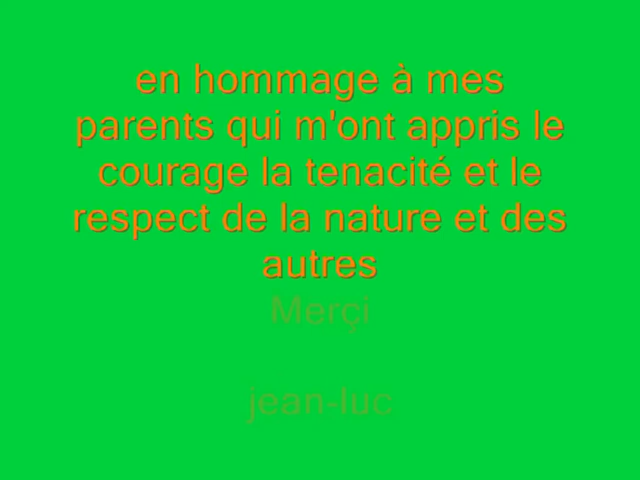 en hommage à mes
parents qui m'ont appris le
courage la tenacité et le
respect de la nature et des
autres
Merçi
jean-luc